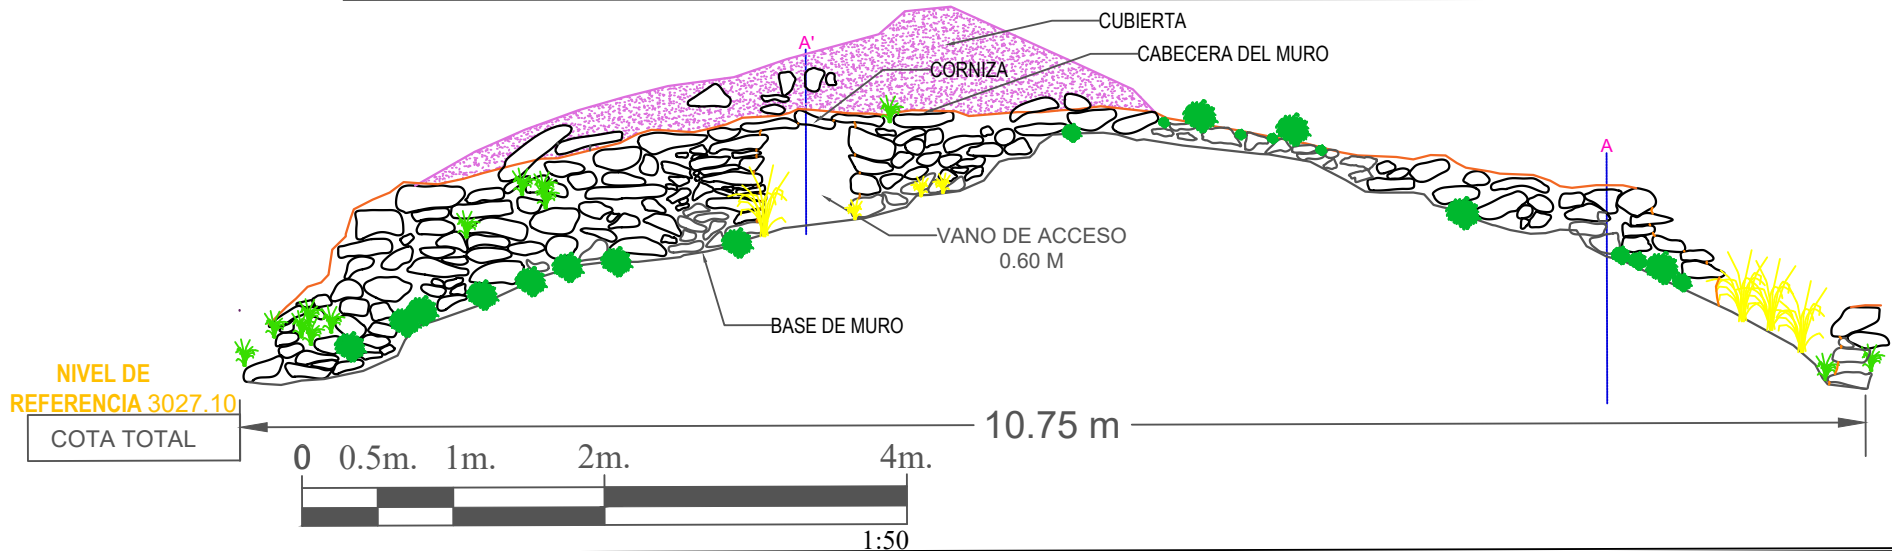 CUBIERTA
A'
CABECERA DEL MURO
CORNIZA
A
VANO DE ACCESO
0.60 M
BASE DE MURO
NIVEL DE
REFERENCIA 3027.10
COTA TOTAL
10.75 m
0 0.5m. 1m. 2m. 4m.
1:50